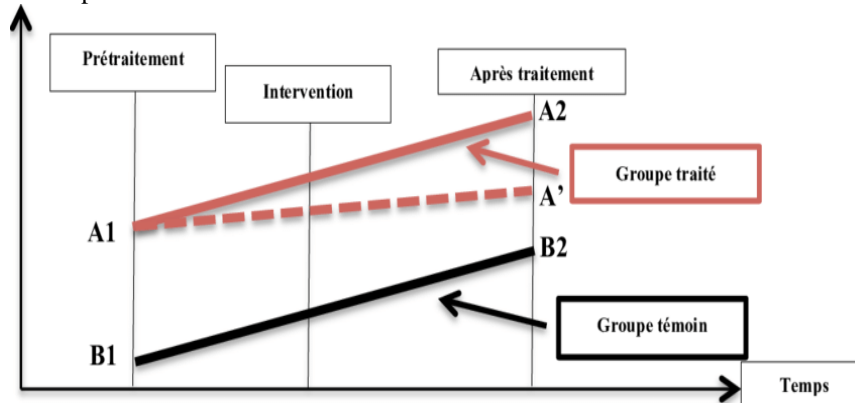 Prétraitement
Intervention
Après traitement
A2
Groupe traité
A'
A1
B2
Groupe témoin
B1
Temps